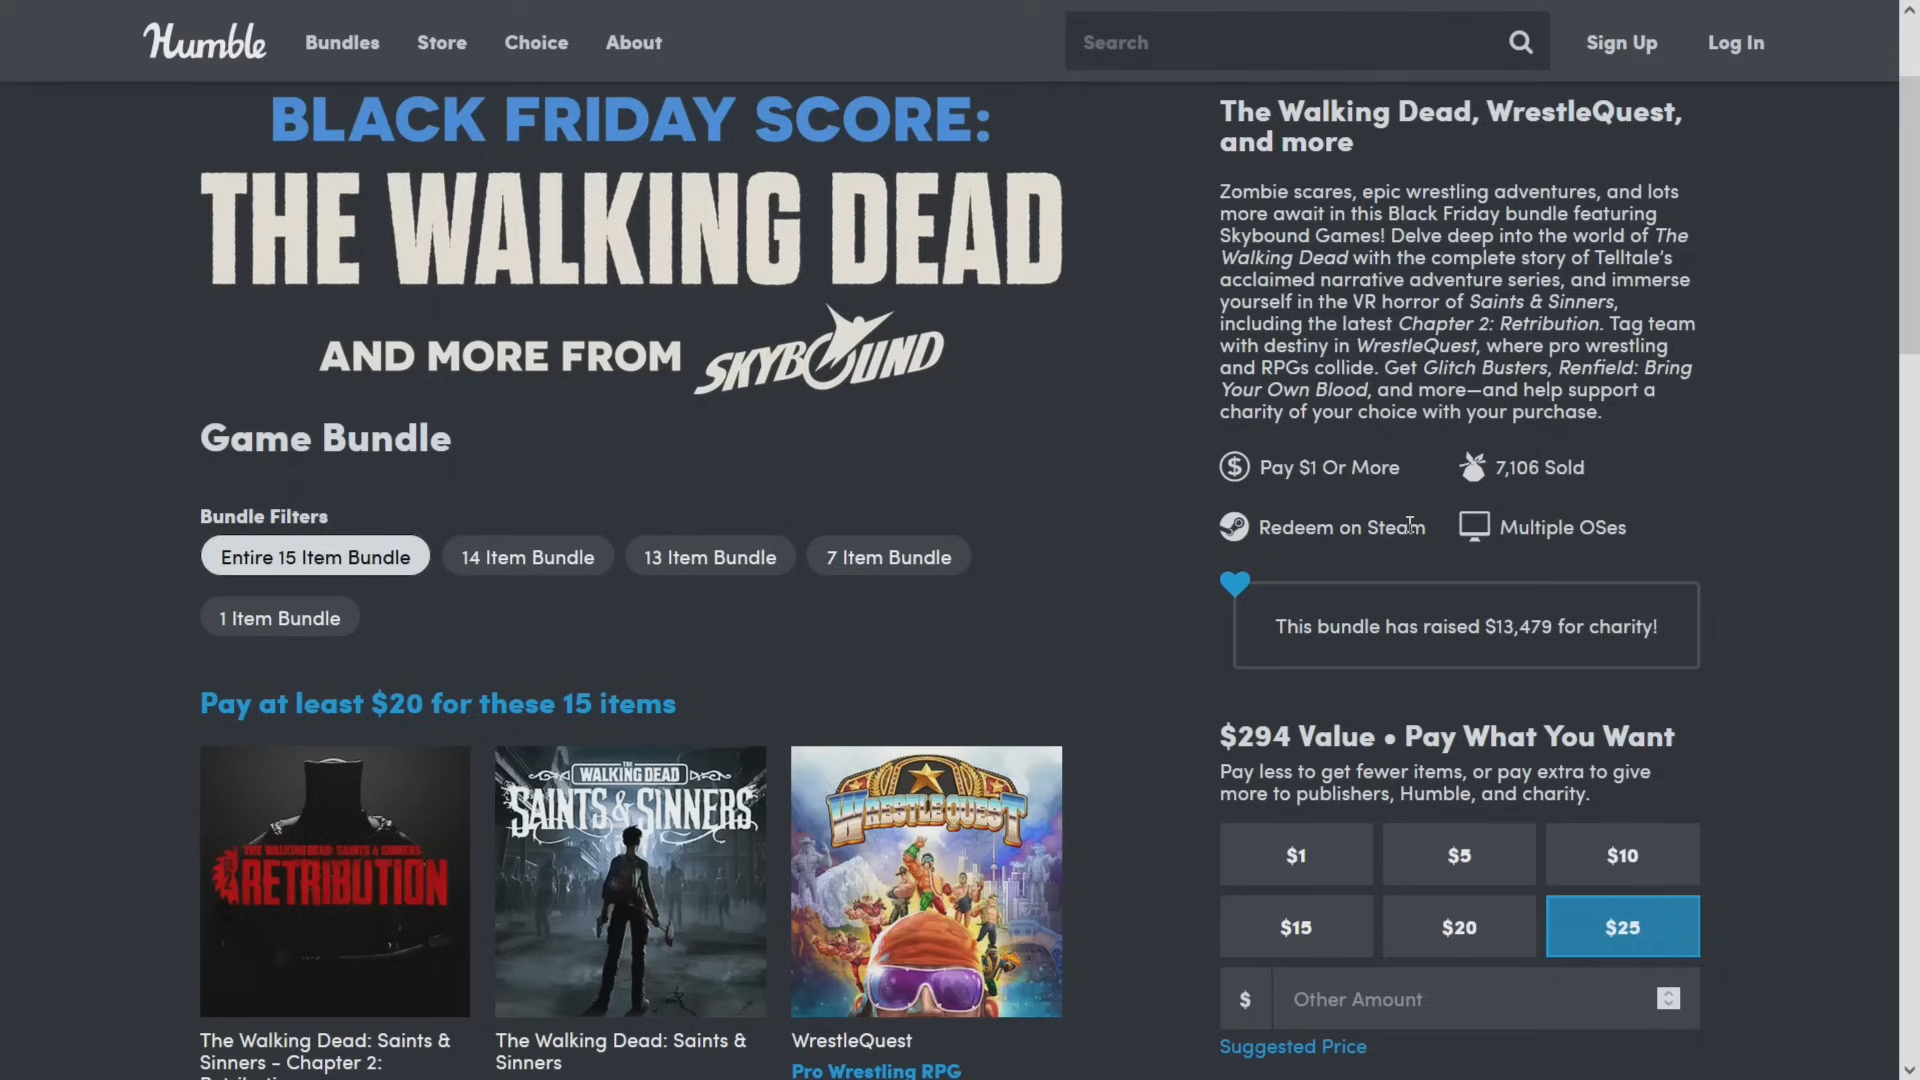 Humble
Bundles
Store
Choice
About
Search
Sign Up
Log In
BLACK FRIDAY SCORE:
THE WALKING DEAD
AND MORE FROM SKYBOUND
Game Bundle
Bundle Filters
Entire 15 Item Bundle
14 Item Bundle
13 Item Bundle
7 Item Bundle
1 Item Bundle
Pay at least $20 for these 15 items
THE WALKING DEAD: SAINTS & SINNERS
RETRIBUTION
The Walking Dead: Saints &
Sinners - Chapter 2:
THE
WALKING DEAD
SAINTS & SINNERS
The Walking Dead: Saints &
Sinners
WRESTLEQUEST
WrestleQuest
Pro Wrestling RPG
The Walking Dead, WrestleQuest,
and more
Zombie scares, epic wrestling adventures, and lots
more await in this Black Friday bundle featuring
Skybound Games! Delve deep into the world of The
Walking Dead with the complete story of Telltale's
acclaimed narrative adventure series, and immerse
yourself in the VR horror of Saints & Sinners,
including the latest Chapter 2: Retribution. Tag team
with destiny in WrestleQuest, where pro wrestling
and RPGs collide. Get Glitch Busters, Renfield: Bring
Your Own Blood, and more—and help support a
charity of your choice with your purchase.
Pay $1 Or More
7,106 Sold
Redeem on Steam
Multiple OSes
This bundle has raised $13,479 for charity!
$294 Value • Pay What You Want
Pay less to get fewer items, or pay extra to give
more to publishers, Humble, and charity.
$1
$5
$10
$15
$20
$25
$
Other Amount
Suggested Price